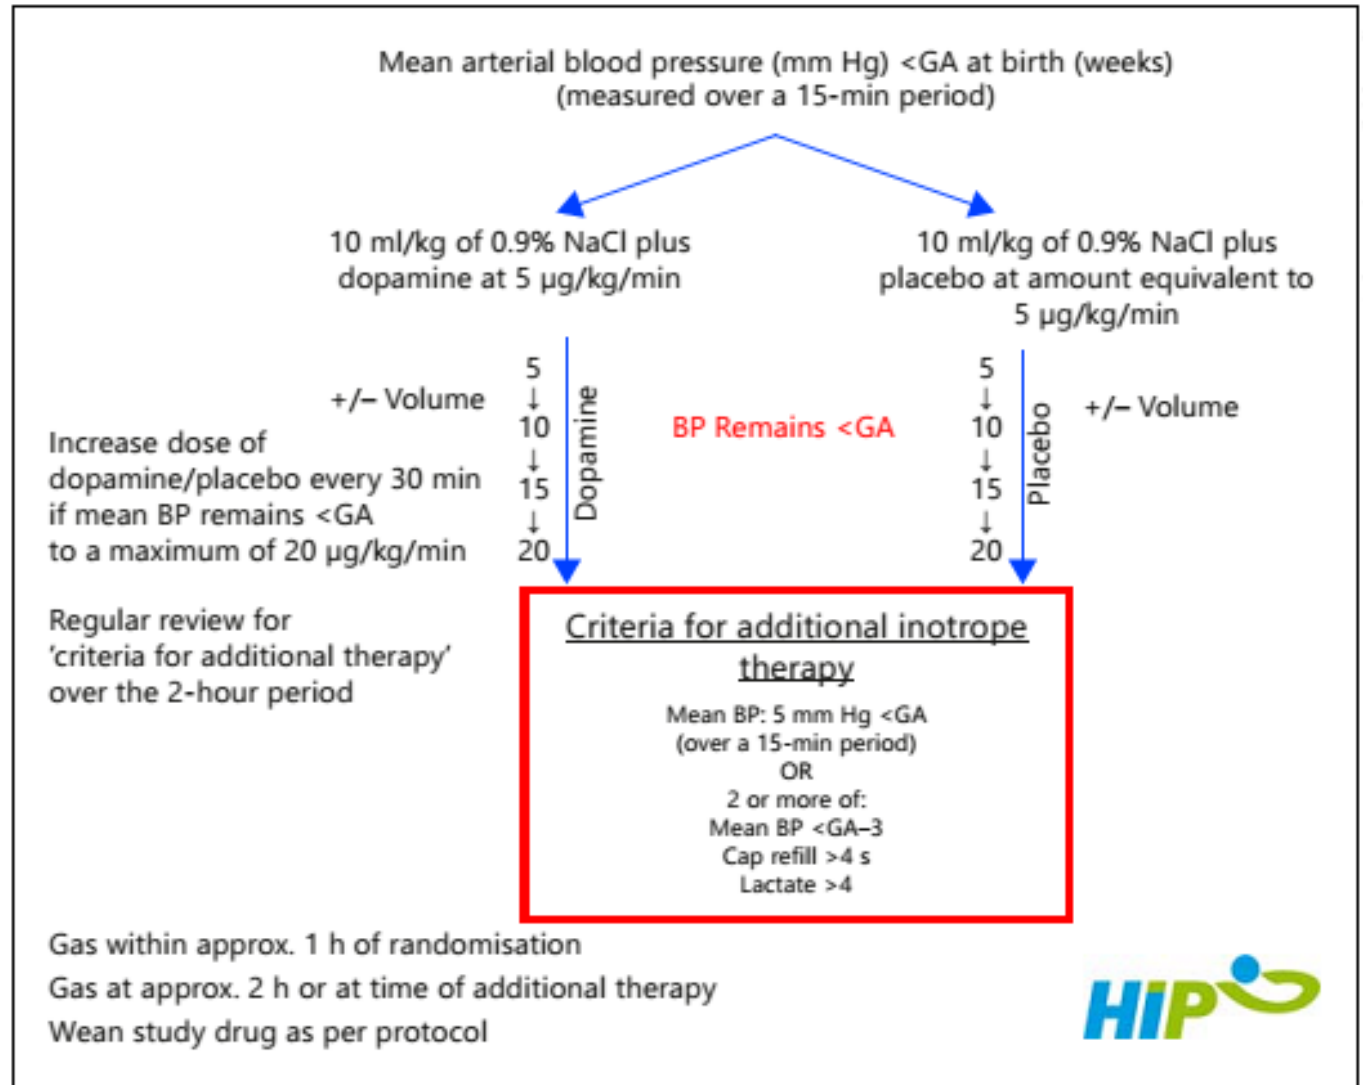 Mean arterial blood pressure (mm Hg) <GA at birth (weeks)
(measured over a 15-min period)
10 ml/kg of 0.9% NaCl plus
dopamine at 5 µg/kg/min
10 ml/kg of 0.9% NaCl plus
placebo at amount equivalent to
5 µg/kg/min
+/– Volume
Increase dose of
dopamine/placebo every 30 min
if mean BP remains <GA
to a maximum of 20 µg/kg/min
5
↓
10
↓
15
↓
20
Dopamine
BP Remains <GA
5
↓
10
↓
15
↓
20
Placebo
+/– Volume
Regular review for
'criteria for additional therapy'
over the 2-hour period
Criteria for additional inotrope
therapy
Mean BP: 5 mm Hg <GA
(over a 15-min period)
OR
2 or more of:
Mean BP <GA–3
Cap refill >4 s
Lactate >4
Gas within approx. 1 h of randomisation
Gas at approx. 2 h or at time of additional therapy
Wean study drug as per protocol
HiP